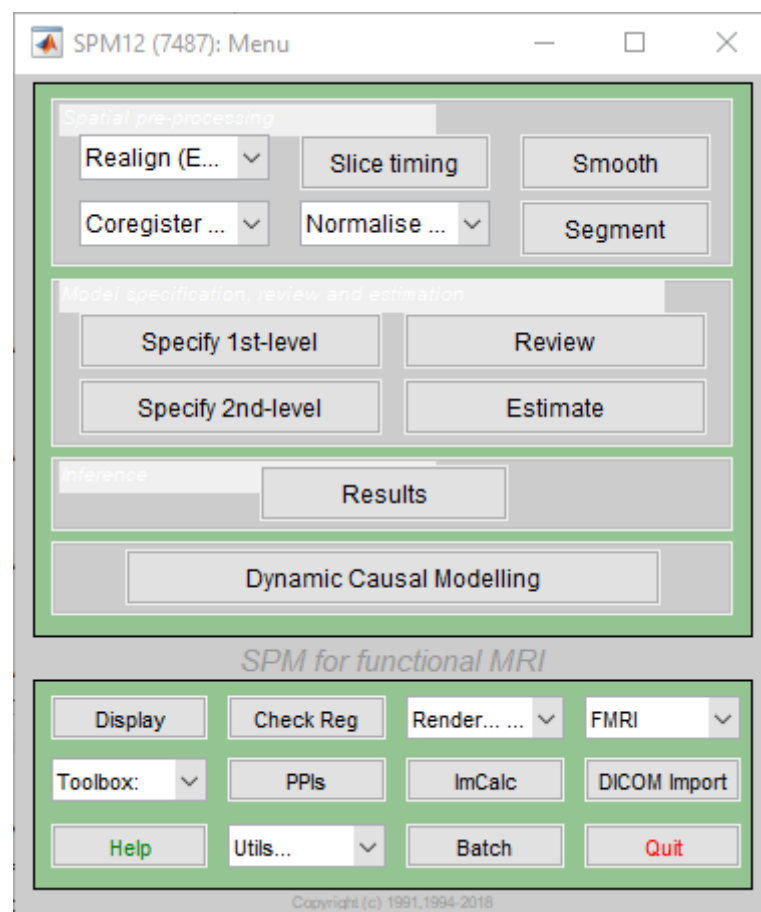 SPM12 (7487): Menu
Spatial pre-processing
Realign (E...
Slice timing
Smooth
Coregister ...
Normalise ...
Segment
Model specification, review and estimation
Specify 1st-level
Review
Specify 2nd-level
Estimate
Inference
Results
Dynamic Causal Modelling
SPM for functional MRI
Display
Check Reg
Render... ...
FMRI
Toolbox:
PPIs
ImCalc
DICOM Import
Help
Utils...
Batch
Quit
Copyright (c) 1991,1994-2018